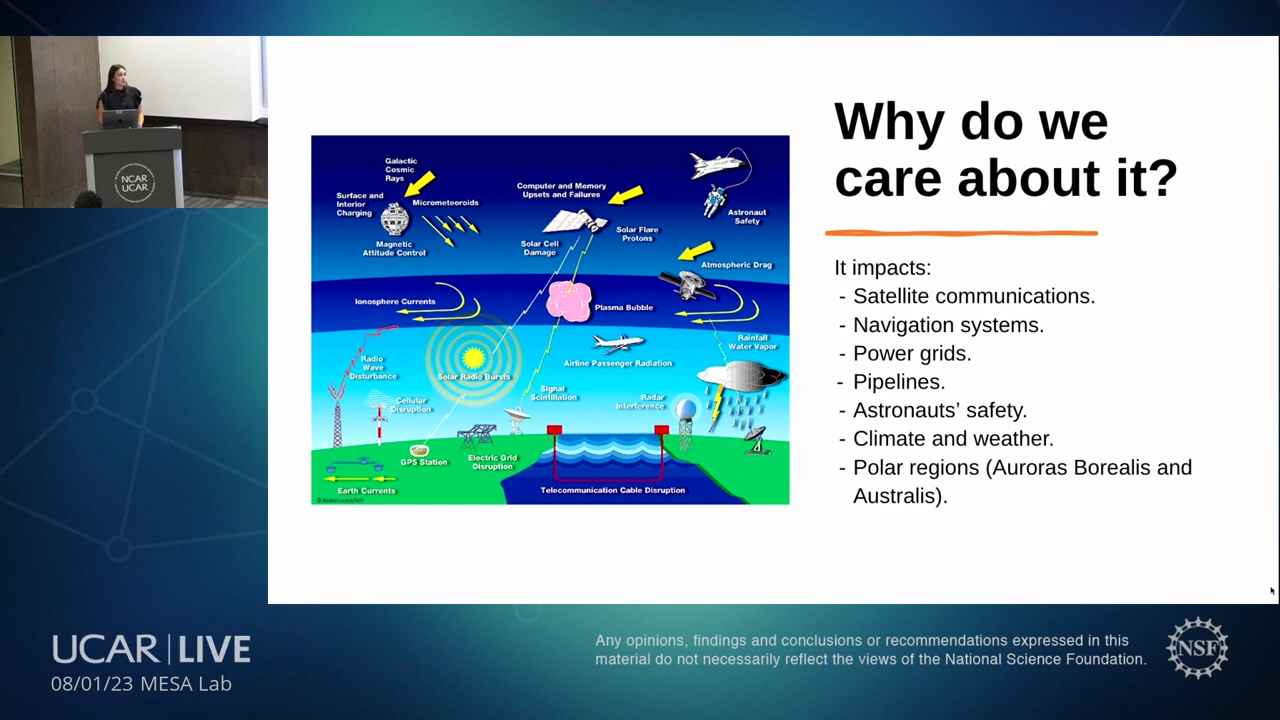 NCAR
UCAR
Why do we
care about it?
It impacts:
- Satellite communications.
- Navigation systems.
- Power grids.
- Pipelines.
- Astronauts’ safety.
- Climate and weather.
- Polar regions (Auroras Borealis and
Australis).
Galactic
Cosmic
Rays
Surface and
Interior
Charging
Micrometeoroids
Magnetic
Attitude Control
Computer and Memory
Upsets and Failures
Solar Cell
Damage
Solar Flare
Protons
Astronaut
Safety
Atmospheric Drag
Ionosphere Currents
Plasma Bubble
Rainfall
Water Vapor
Airline Passenger Radiation
Radio
Wave
Disturbance
Solar Radio Bursts
Cellular
Disruption
Signal
Scintillation
Radar
Interference
GPS Station
Electric Grid
Disruption
Earth Currents
Telecommunication Cable Disruption
UCAR | LIVE
08/01/23 MESA Lab
Any opinions, findings and conclusions or recommendations expressed in this
material do not necessarily reflect the views of the National Science Foundation.
NSF